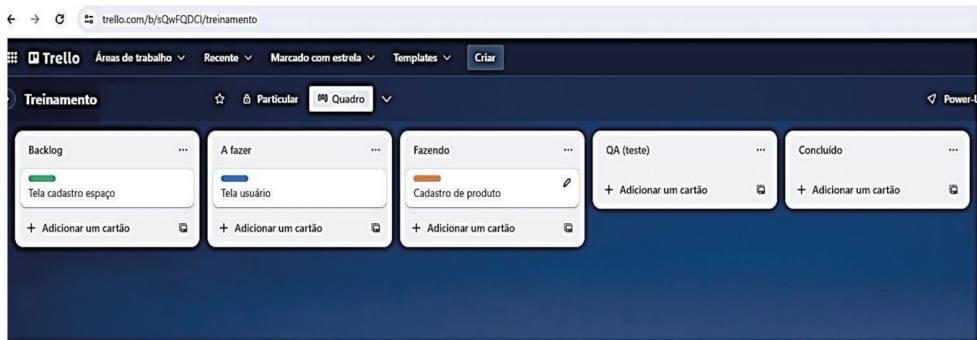 trello.com/b/sQwFQDCl/treinamento
Trello Áreas de trabalho Recente Marcado com estrela Templates Criar
Treinamento Particular Quadro
Backlog
Tela cadastro espaço
+ Adicionar um cartão
A fazer
Tela usuário
+ Adicionar um cartão
Fazendo
Cadastro de produto
+ Adicionar um cartão
QA (teste)
+ Adicionar um cartão
Concluído
+ Adicionar um cartão